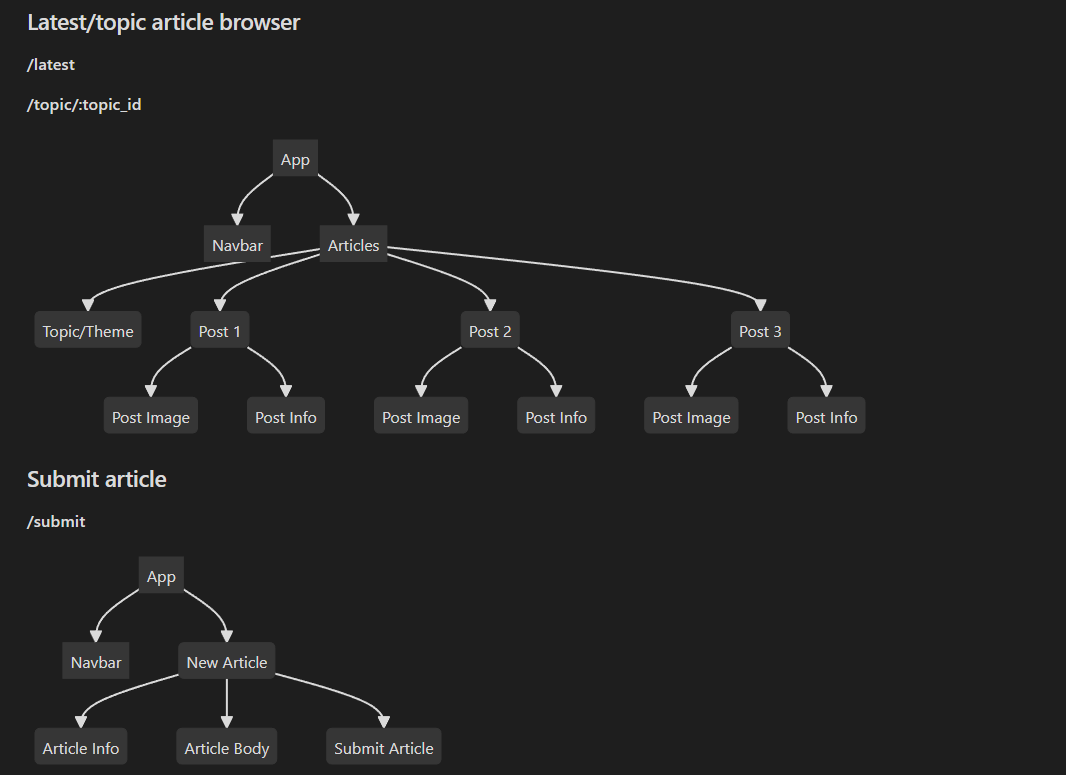 Latest/topic article browser
/latest
/topic/:topic_id
App
Navbar
Articles
Topic/Theme
Post 1
Post 2
Post 3
Post Image
Post Info
Post Image
Post Info
Post Image
Post Info
Submit article
/submit
App
Navbar
New Article
Article Info
Article Body
Submit Article